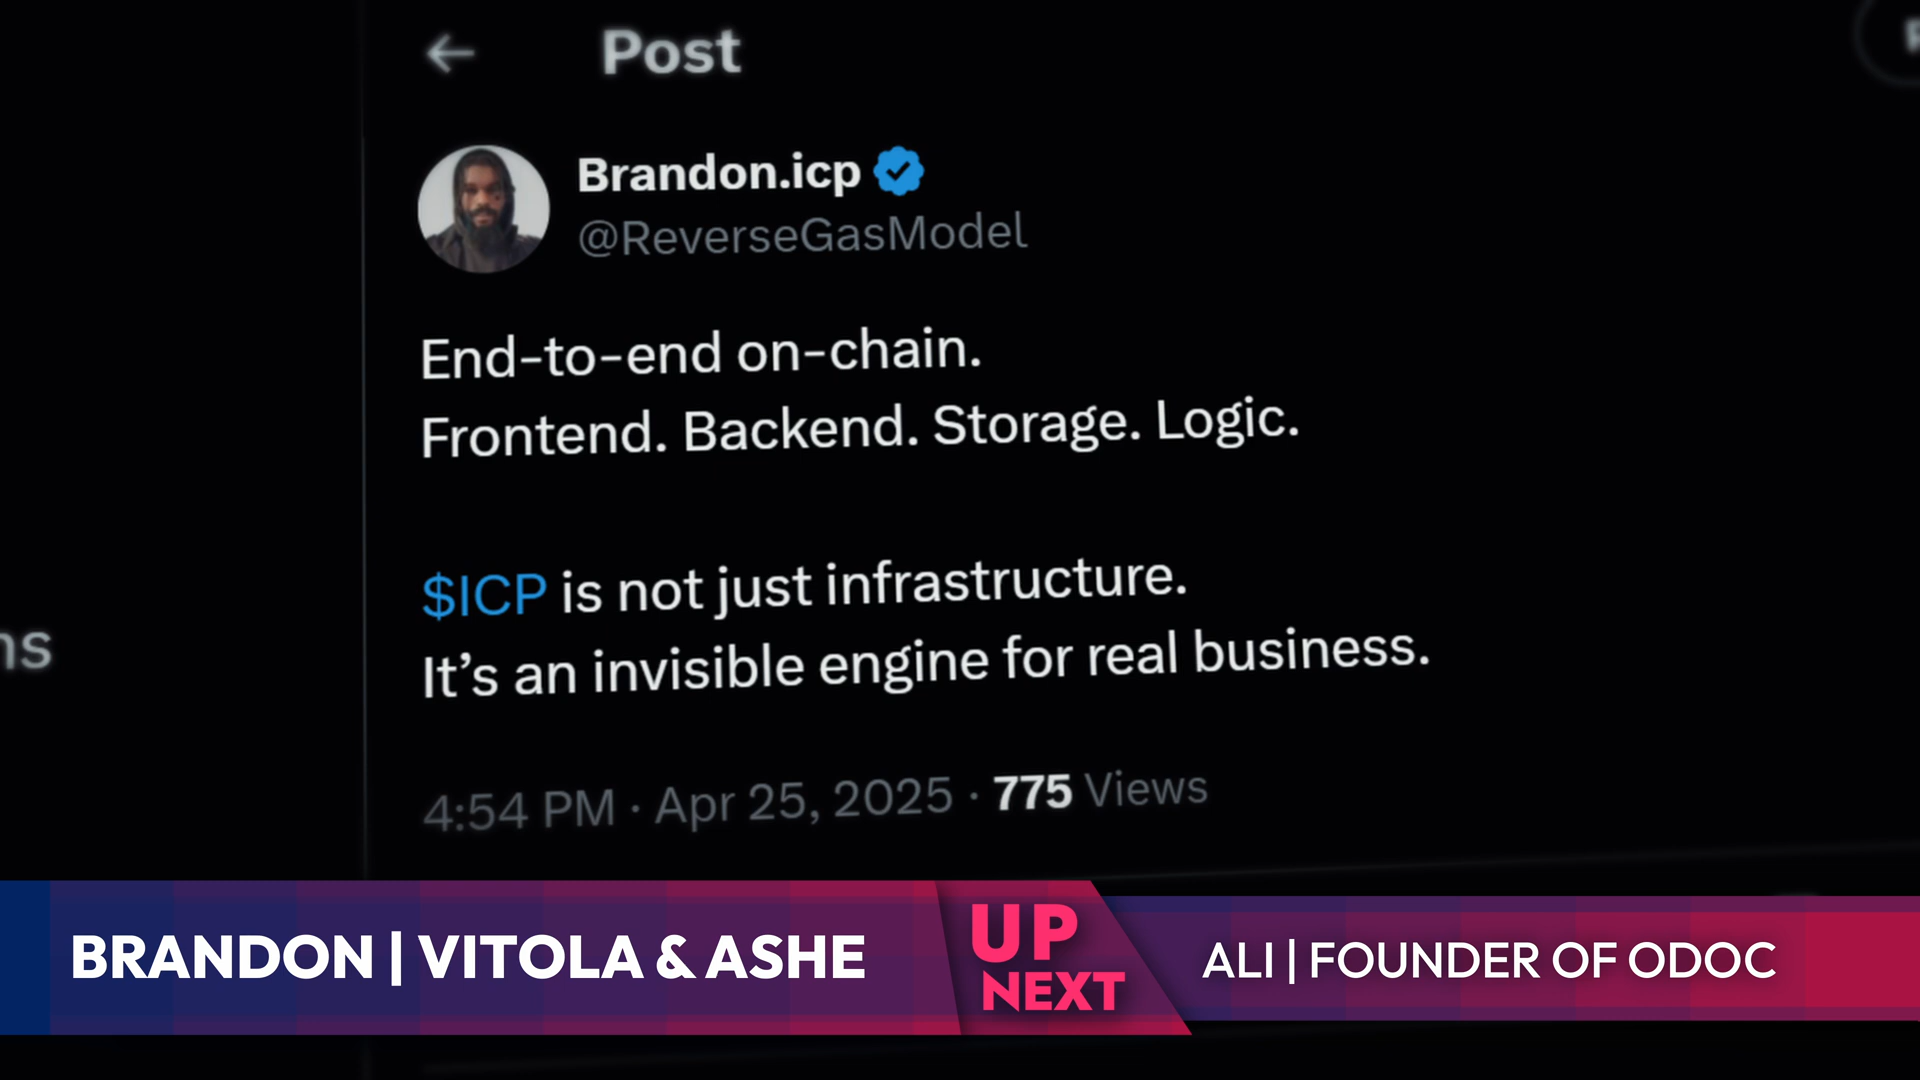 Post
Brandon.icp
@ReverseGasModel
End-to-end on-chain.
Frontend. Backend. Storage. Logic.
$ICP is not just infrastructure.
It’s an invisible engine for real business.
4:54 PM · Apr 25, 2025 · 775 Views
ns
BRANDON | VITOLA & ASHE
UP
NEXT
ALI | FOUNDER OF ODOC